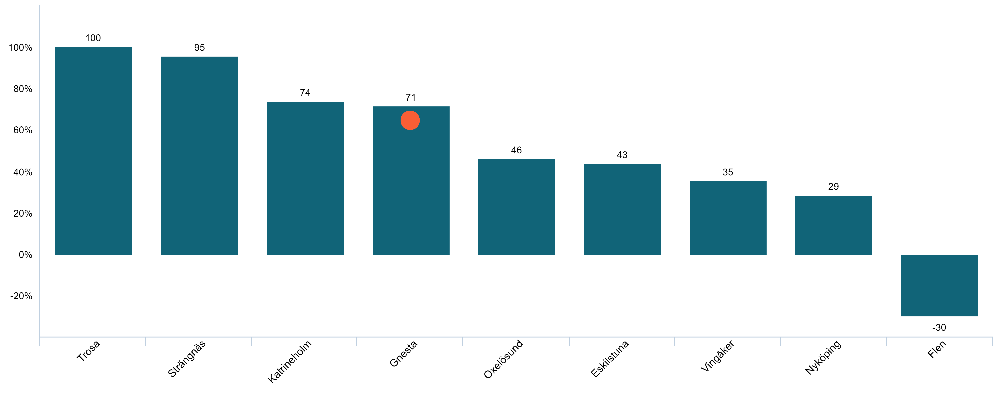 100
95
74
71
46
43
35
29
-30
100%
80%
60%
40%
20%
0%
-20%
Trosa
Strängnäs
Katrineholm
Gnesta
Oxelösund
Eskilstuna
Vingåker
Nyköping
Flen